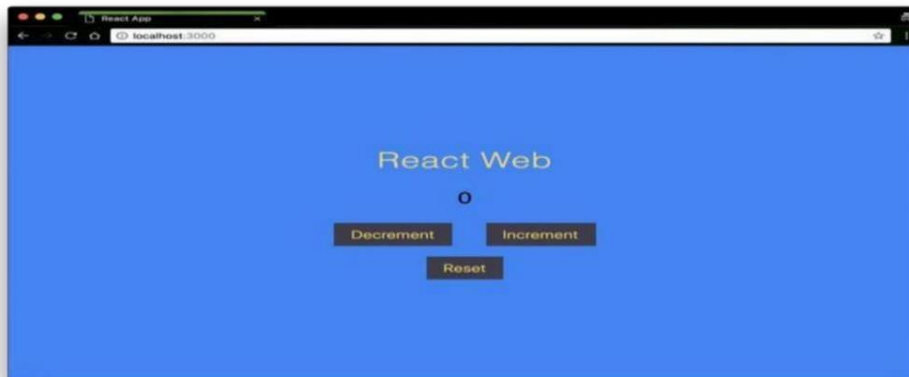 React App
localhost:3000
React Web
0
Decrement Increment
Reset